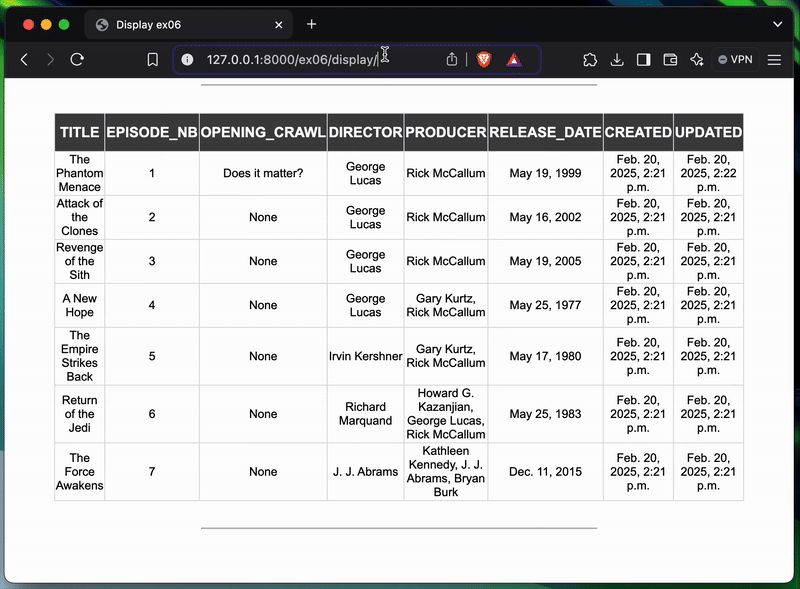 Display ex06
127.0.0.1:8000/ex06/display/
VPN
TITLE EPISODE_NB OPENING_CRAWL DIRECTOR PRODUCER RELEASE_DATE CREATED UPDATED
The Phantom Menace 1 Does it matter? George Lucas Rick McCallum May 19, 1999 Feb. 20, 2025, 2:21 p.m. Feb. 20, 2025, 2:22 p.m.
Attack of the Clones 2 None George Lucas Rick McCallum May 16, 2002 Feb. 20, 2025, 2:21 p.m. Feb. 20, 2025, 2:21 p.m.
Revenge of the Sith 3 None George Lucas Rick McCallum May 19, 2005 Feb. 20, 2025, 2:21 p.m. Feb. 20, 2025, 2:21 p.m.
A New Hope 4 None George Lucas Gary Kurtz, Rick McCallum May 25, 1977 Feb. 20, 2025, 2:21 p.m. Feb. 20, 2025, 2:21 p.m.
The Empire Strikes Back 5 None Irvin Kershner Gary Kurtz, Rick McCallum May 17, 1980 Feb. 20, 2025, 2:21 p.m. Feb. 20, 2025, 2:21 p.m.
Return of the Jedi 6 None Richard Marquand Howard G. Kazanjian, George Lucas, Rick McCallum May 25, 1983 Feb. 20, 2025, 2:21 p.m. Feb. 20, 2025, 2:21 p.m.
The Force Awakens 7 None J. J. Abrams Kathleen Kennedy, J. J. Abrams, Bryan Burk Dec. 11, 2015 Feb. 20, 2025, 2:21 p.m. Feb. 20, 2025, 2:21 p.m.